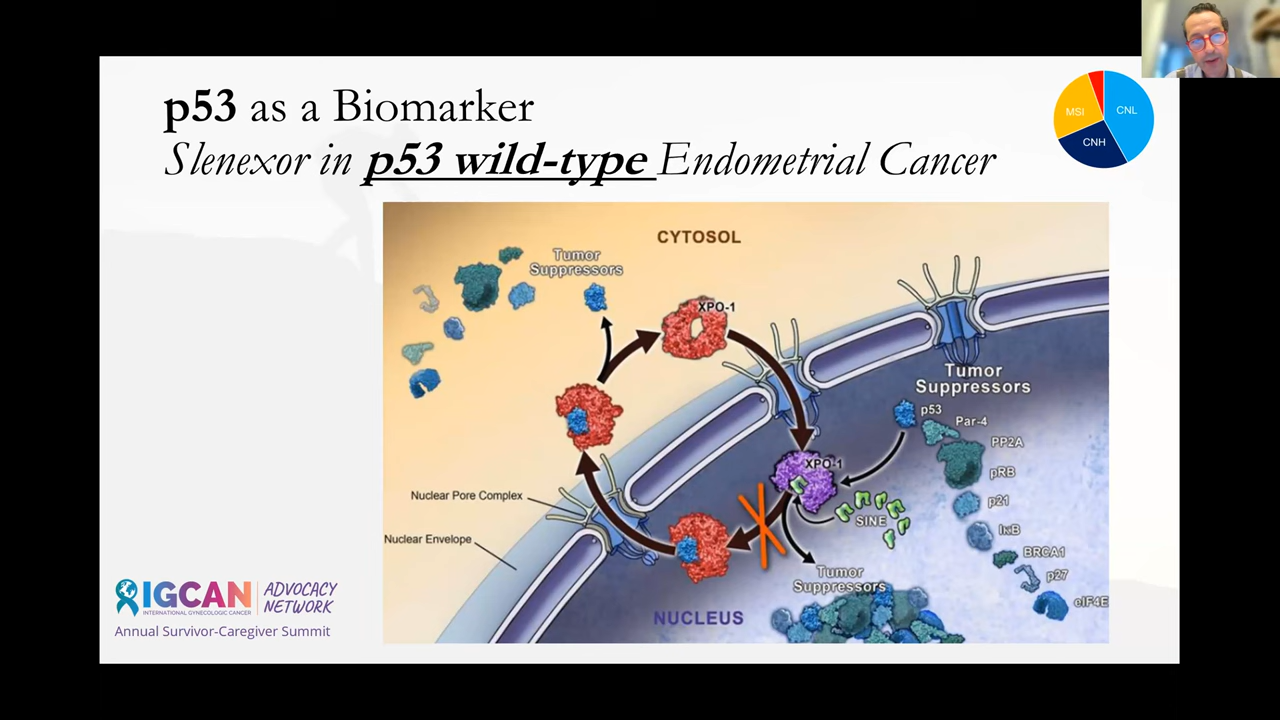 p53 as a Biomarker
Slenexor in p53 wild-type Endometrial Cancer
MSI
CNL
CNH
CYTOSOL
Tumor
Suppressors
XPO-1
Tumor
Suppressors
p53
Par-4
PP2A
pRB
p21
IκB
BRCA1
p27
eIF4E
XPO-1
SINE
Nuclear Pore Complex
Nuclear Envelope
Tumor
Suppressors
NUCLEUS
IGCAN
INTERNATIONAL GYNECOLOGIC CANCER
ADVOCACY
NETWORK
Annual Survivor-Caregiver Summit